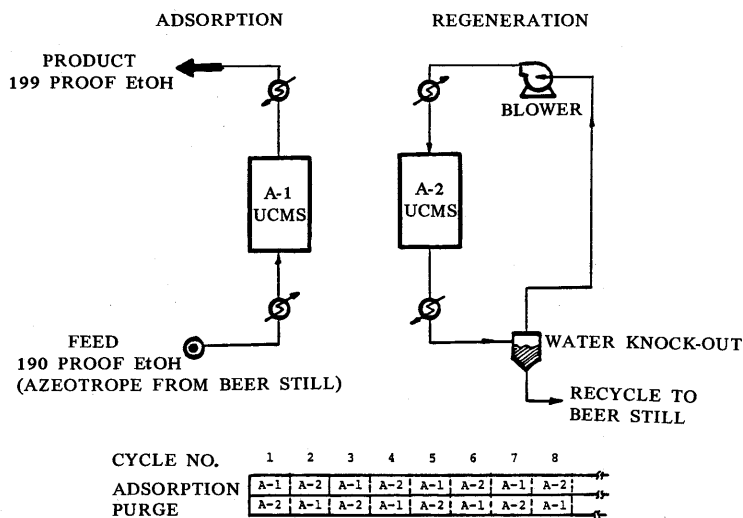 ADSORPTION
REGENERATION
PRODUCT
199 PROOF EtOH
BLOWER
A-1
UCMS
A-2
UCMS
FEED
190 PROOF EtOH
(AZEOTROPE FROM BEER STILL)
WATER KNOCK-OUT
RECYCLE TO
BEER STILL
CYCLE NO. 1 2 3 4 5 6 7 8
ADSORPTION A-1 A-2 A-1 A-2 A-1 A-2 A-1 A-2
PURGE A-2 A-1 A-2 A-1 A-2 A-1 A-2 A-1